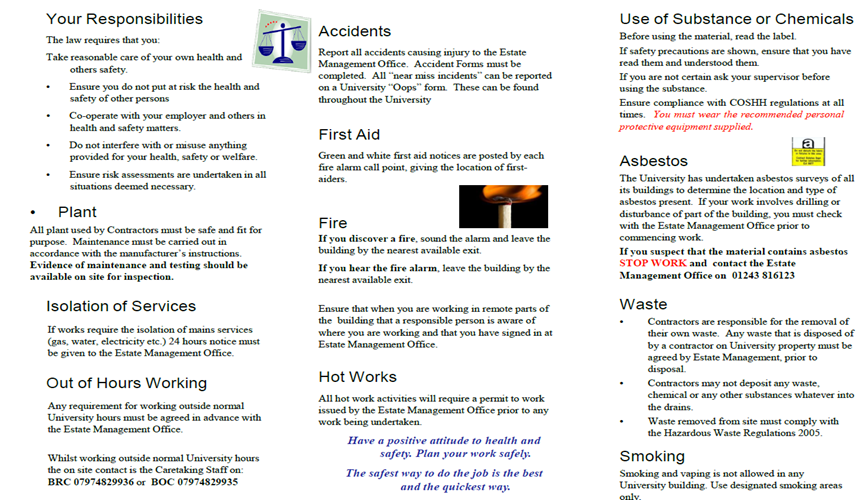 Your Responsibilities
The law requires that you:
Take reasonable care of your own health and
others safety.
• Ensure you do not put at risk the health and
safety of other persons
• Co-operate with your employer and others in
health and safety matters.
• Do not interfere with or misuse anything
provided for your health, safety or welfare.
• Ensure risk assessments are undertaken in all
situations deemed necessary.
• Plant
All plant used by Contractors must be safe and fit for
purpose. Maintenance must be carried out in
accordance with the manufacturer's instructions.
Evidence of maintenance and testing should be
available on site for inspection.
Isolation of Services
If works require the isolation of mains services
(gas, water, electricity etc.) 24 hours notice must
be given to the Estate Management Office.
Out of Hours Working
Any requirement for working outside normal
University hours must be agreed in advance with
the Estate Management Office.
Whilst working outside normal University hours
the on site contact is the Caretaking Staff on:
BRC 07974829936 or BOC 07974829935
Accidents
Report all accidents causing injury to the Estate
Management Office. Accident Forms must be
completed. All “near miss incidents” can be reported
on a University “Oops” form. These can be found
throughout the University
First Aid
Green and white first aid notices are posted by each
fire alarm call point, giving the location of first-
aiders.
Fire
If you discover a fire, sound the alarm and leave the
building by the nearest available exit.
If you hear the fire alarm, leave the building by the
nearest available exit.
Ensure that when you are working in remote parts of
the building that a responsible person is aware of
where you are working and that you have signed in at
Estate Management Office.
Hot Works
All hot work activities will require a permit to work
issued by the Estate Management Office prior to any
work being undertaken.
Have a positive attitude to health and
safety. Plan your work safely.
The safest way to do the job is the best
and the quickest way.
Use of Substance or Chemicals
Before using the material, read the label.
If safety precautions are shown, ensure that you have
read them and understood them.
If you are not certain ask your supervisor before
using the substance.
Ensure compliance with COSHH regulations at all
times. You must wear the recommended personal
protective equipment supplied.
a
Asbestos
The University has undertaken asbestos surveys of all
its buildings to determine the location and type of
asbestos present. If your work involves drilling or
disturbance of part of the building, you must check
with the Estate Management Office prior to
commencing work.
If you suspect that the material contains asbestos
STOP WORK and contact the Estate
Management Office on 01243 816123
Waste
• Contractors are responsible for the removal of
their own waste. Any waste that is disposed of
by a contractor on University property must be
agreed by Estate Management, prior to
disposal.
• Contractors may not deposit any waste,
chemical or any other substances whatever into
the drains.
• Waste removed from site must comply with
the Hazardous Waste Regulations 2005.
Smoking
Smoking and vaping is not allowed in any
University building. Use designated smoking areas
only.